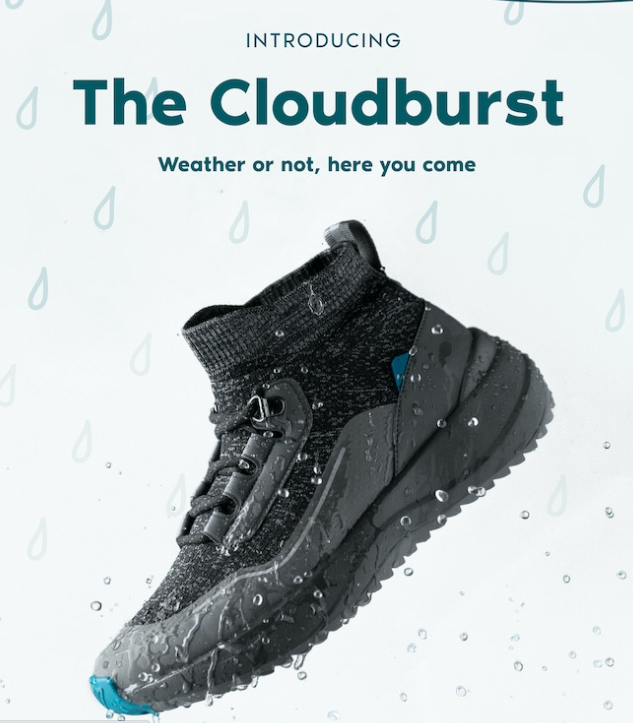 INTRODUCING
The Cloudburst
Weather or not, here you come